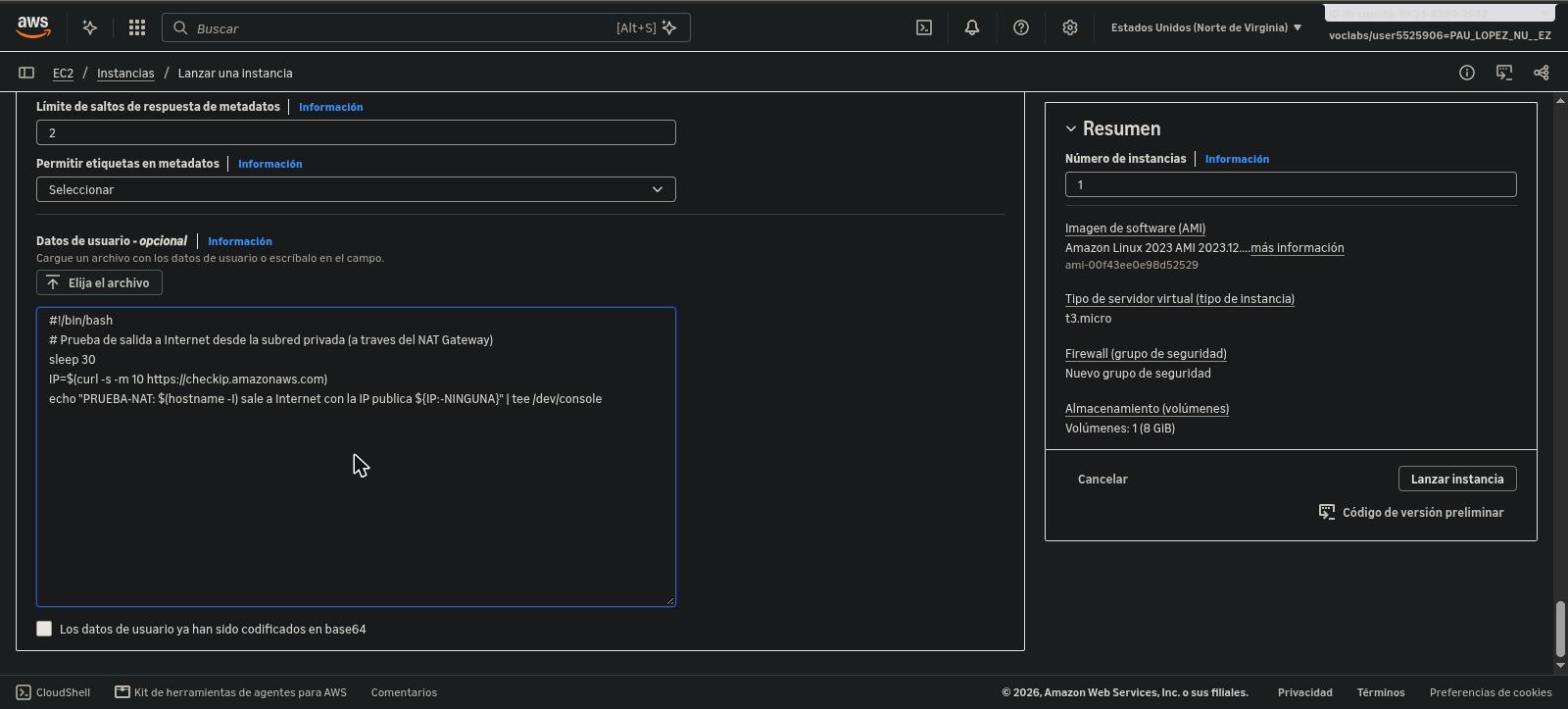 aws
Buscar
[Alt+S]
Estados Unidos (Norte de Virginia)
voclabs/user5525906=PAU_LOPEZ_NU__EZ
EC2 / Instancias / Lanzar una instancia
Límite de saltos de respuesta de metadatos | Información
2
Permitir etiquetas en metadatos | Información
Seleccionar
Datos de usuario - opcional | Información
Cargue un archivo con los datos de usuario o escríbalo en el campo.
Elija el archivo
#!/bin/bash
# Prueba de salida a Internet desde la subred privada (a traves del NAT Gateway)
sleep 30
IP=$(curl -s -m 10 https://checkip.amazonaws.com)
echo "PRUEBA-NAT: $(hostname -I) sale a Internet con la IP publica ${IP:-NINGUNA}" | tee /dev/console
Los datos de usuario ya han sido codificados en base64
Resumen
Número de instancias | Información
1
Imagen de software (AMI)
Amazon Linux 2023 AMI 2023.12....más información
ami-00f43ee0e98d52529
Tipo de servidor virtual (tipo de instancia)
t3.micro
Firewall (grupo de seguridad)
Nuevo grupo de seguridad
Almacenamiento (volúmenes)
Volúmenes: 1 (8 GiB)
Cancelar
Lanzar instancia
Código de versión preliminar
CloudShell
Kit de herramientas de agentes para AWS
Comentarios
© 2026, Amazon Web Services, Inc. o sus filiales.
Privacidad
Términos
Preferencias de cookies